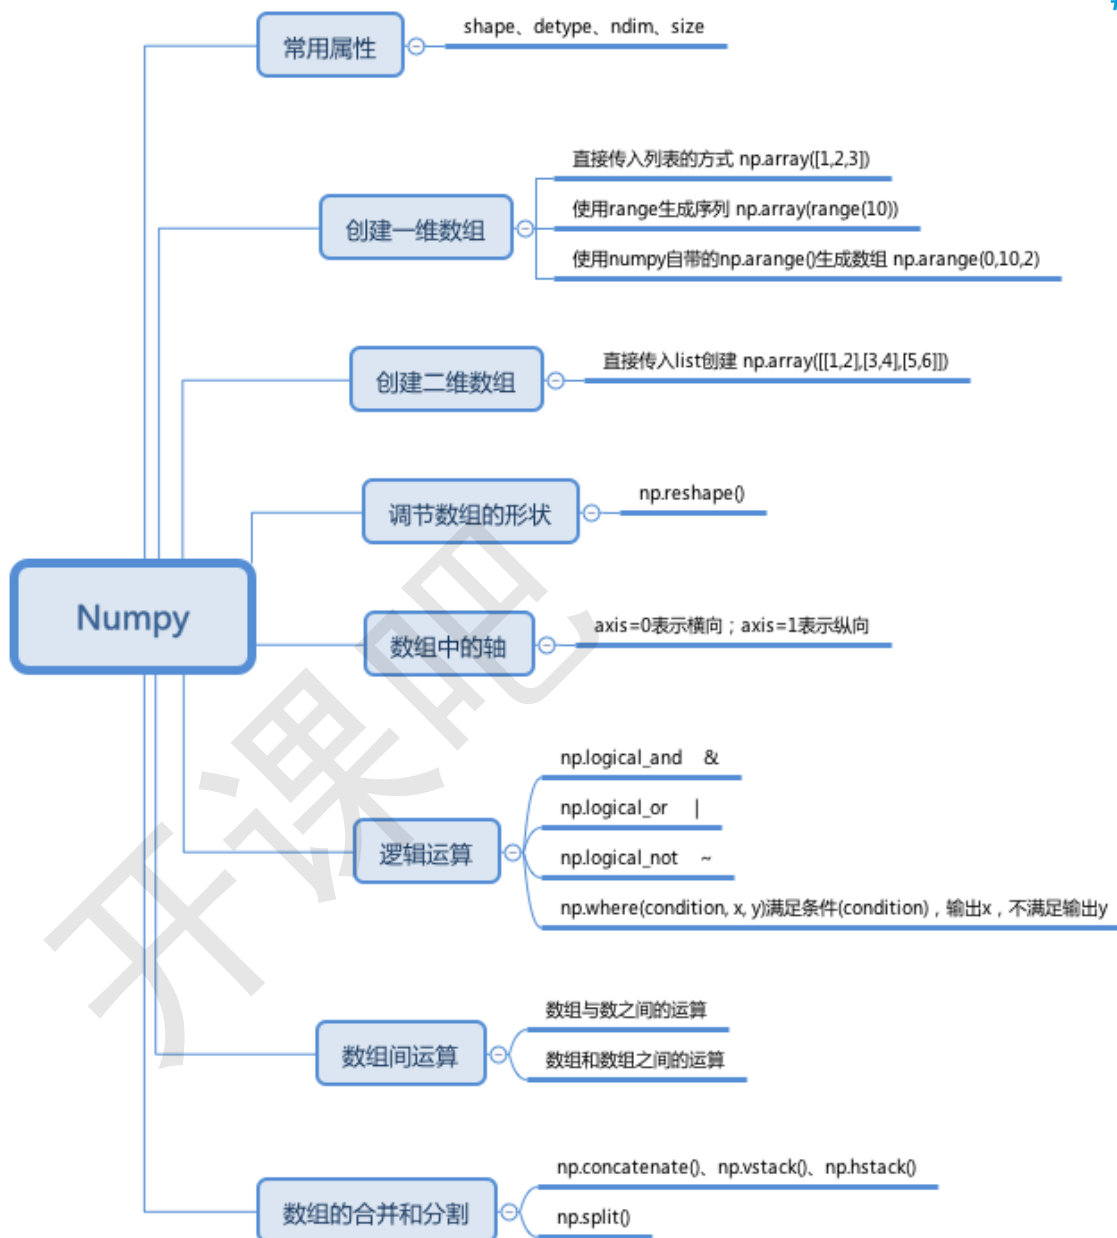 常用属性
shape、detype、ndim、size
创建一维数组
直接传入列表的方式 np.array([1,2,3])
使用range生成序列 np.array(range(10))
使用numpy自带的np.arange()生成数组 np.arange(0,10,2)
创建二维数组
直接传入list创建 np.array([[1,2],[3,4],[5,6]])
调节数组的形状
np.reshape()
Numpy
数组中的轴
axis=0表示横向；axis=1表示纵向
逻辑运算
np.logical_and &
np.logical_or |
np.logical_not ~
np.where(condition, x, y)满足条件(condition)，输出x，不满足输出y
数组间运算
数组与数之间的运算
数组和数组之间的运算
数组的合并和分割
np.concatenate()、np.vstack()、np.hstack()
np.split()
开课吧